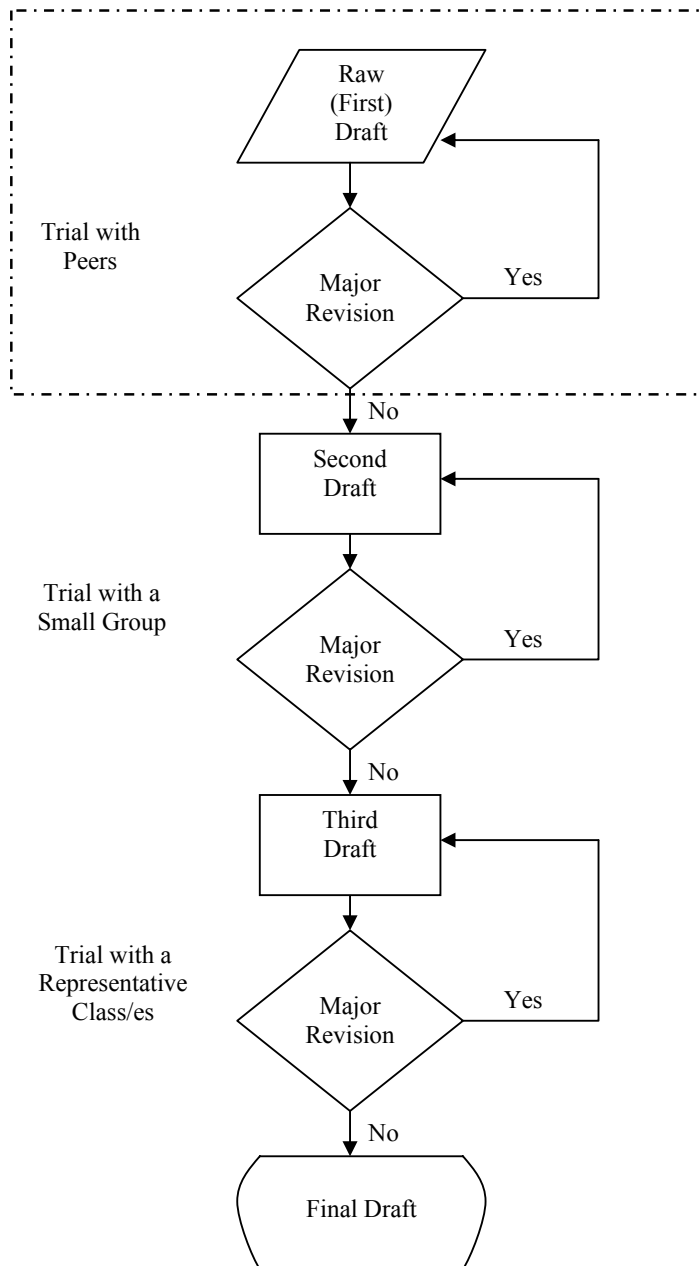 Raw
(First)
Draft
Trial with
Peers
Major
Revision
Yes
No
Second
Draft
Trial with a
Small Group
Major
Revision
Yes
No
Third
Draft
Trial with a
Representative
Class/es
Major
Revision
Yes
No
Final Draft